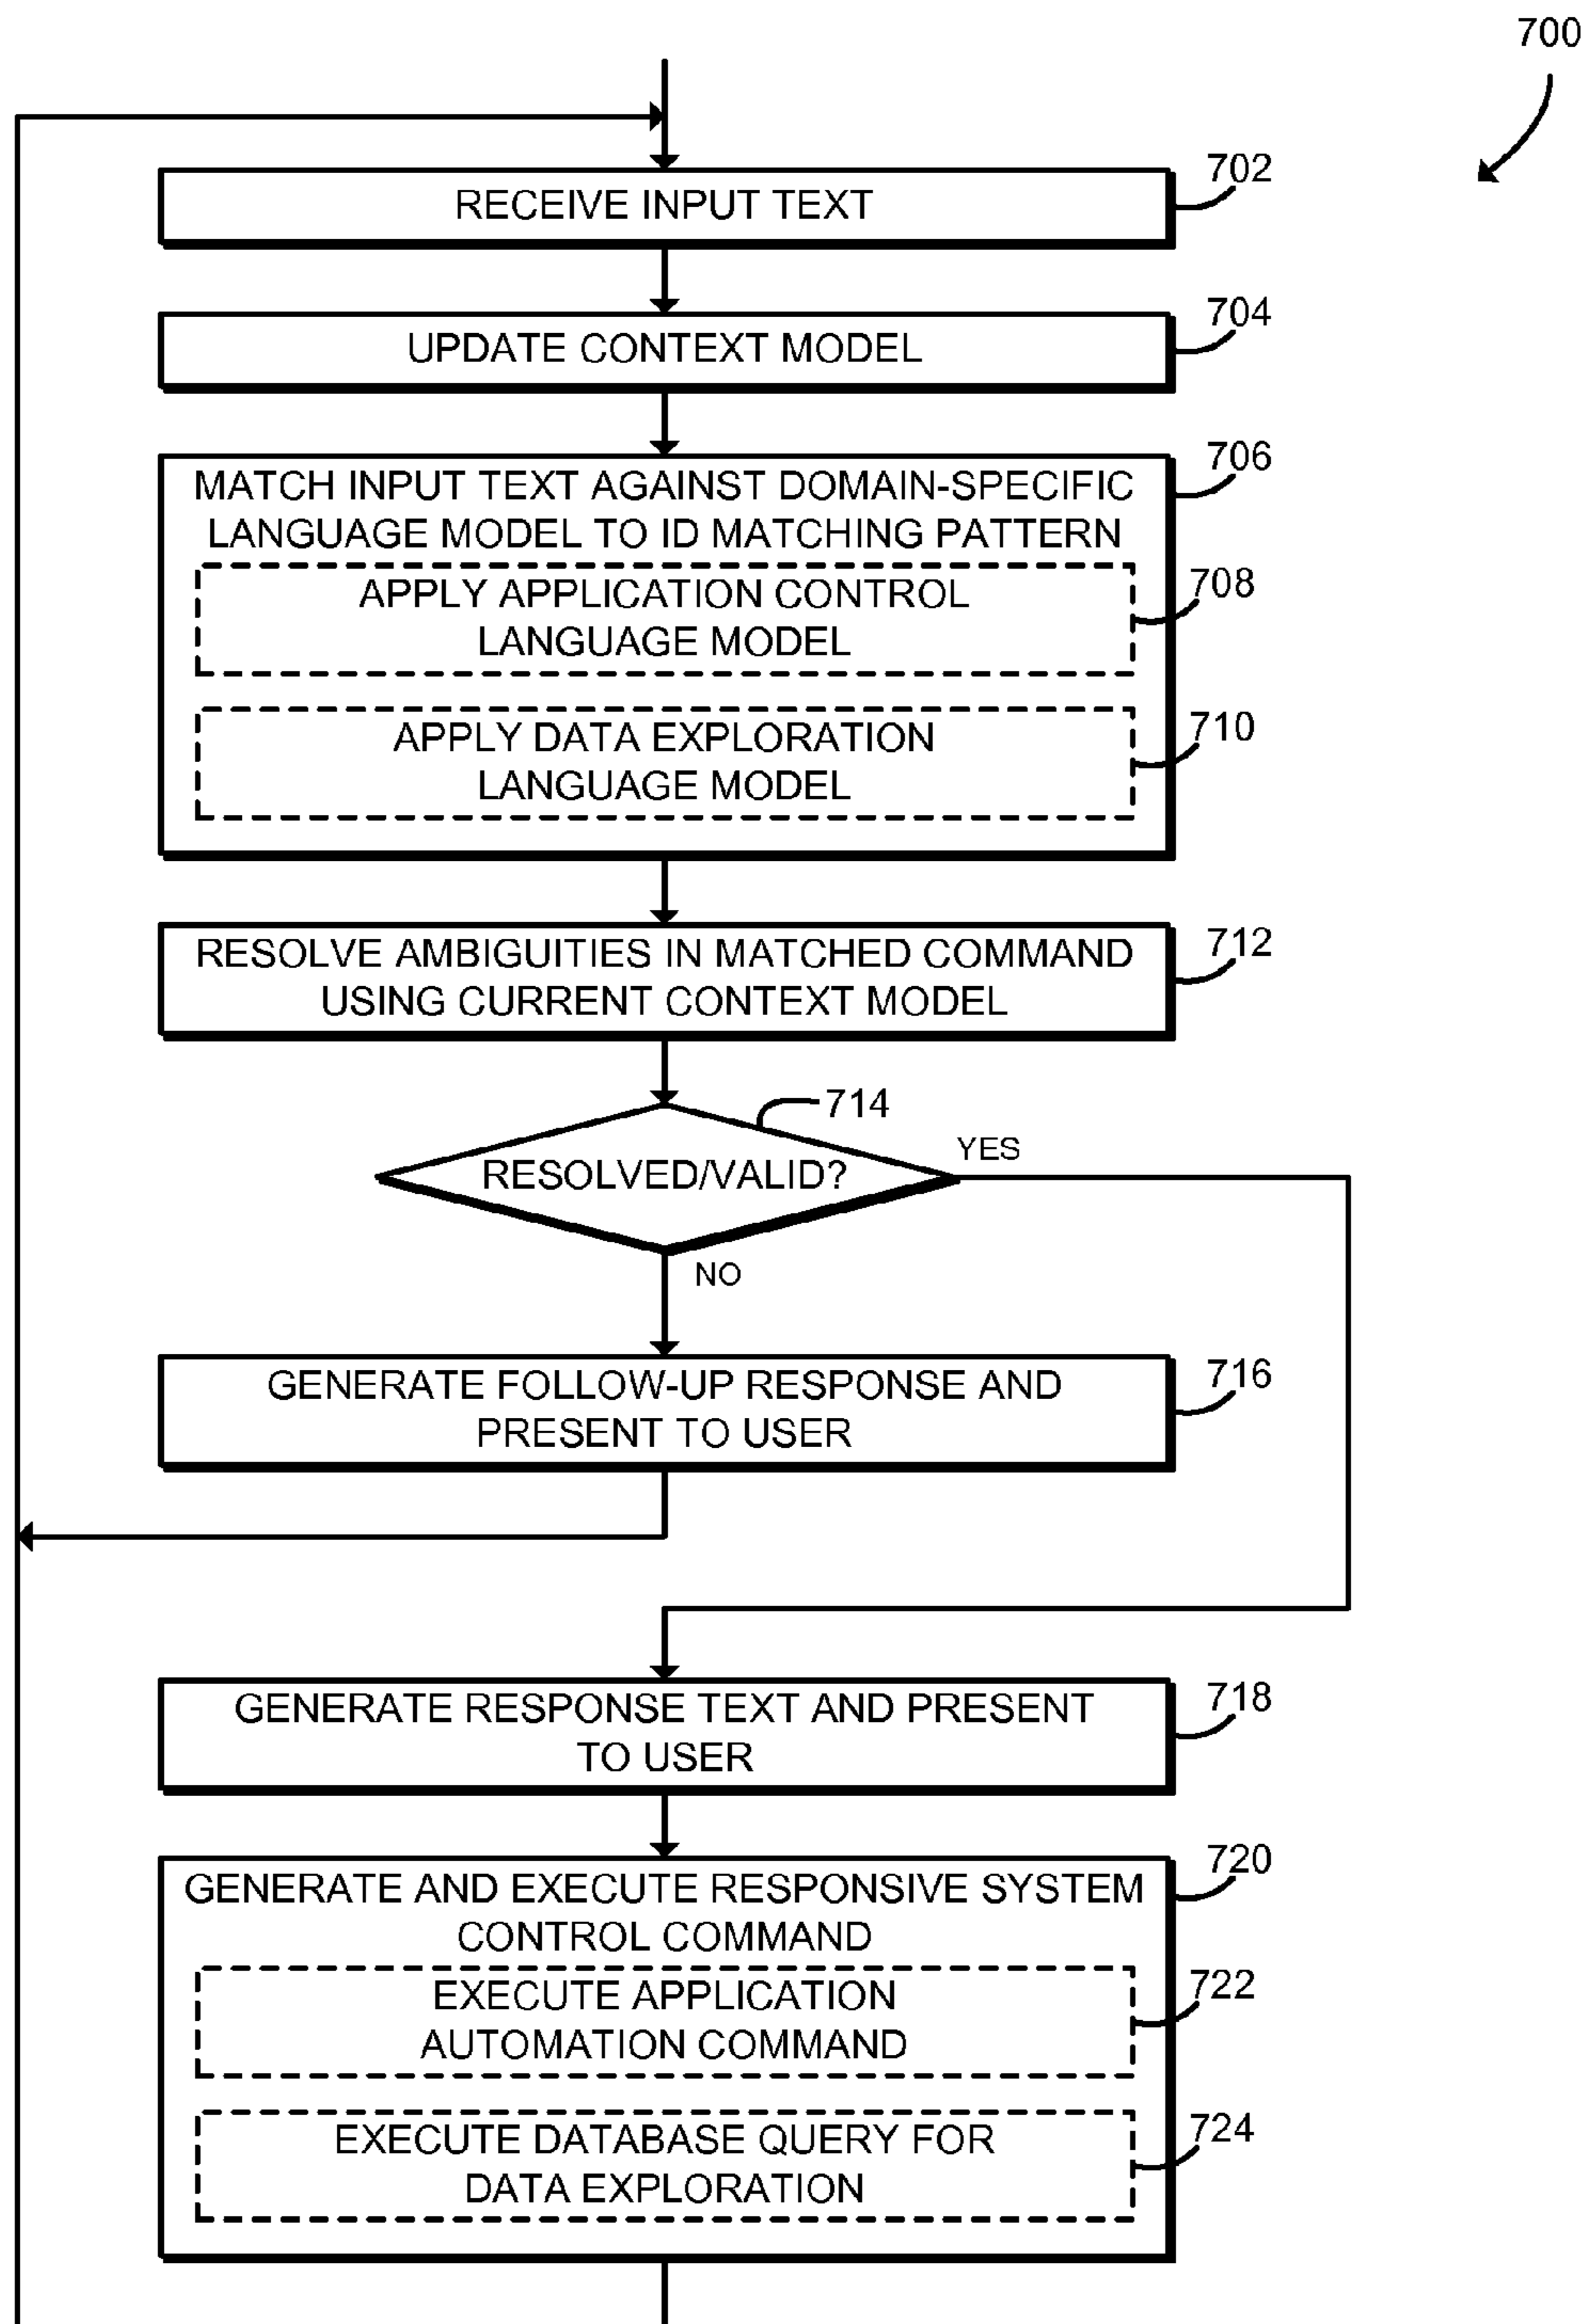 700
RECEIVE INPUT TEXT
702
UPDATE CONTEXT MODEL
704
MATCH INPUT TEXT AGAINST DOMAIN-SPECIFIC
LANGUAGE MODEL TO ID MATCHING PATTERN
706
APPLY APPLICATION CONTROL
LANGUAGE MODEL
708
APPLY DATA EXPLORATION
LANGUAGE MODEL
710
RESOLVE AMBIGUITIES IN MATCHED COMMAND
USING CURRENT CONTEXT MODEL
712
714
RESOLVED/VALID?
YES
NO
GENERATE FOLLOW-UP RESPONSE AND
PRESENT TO USER
716
GENERATE RESPONSE TEXT AND PRESENT
TO USER
718
GENERATE AND EXECUTE RESPONSIVE SYSTEM
CONTROL COMMAND
720
EXECUTE APPLICATION
AUTOMATION COMMAND
722
EXECUTE DATABASE QUERY FOR
DATA EXPLORATION
724